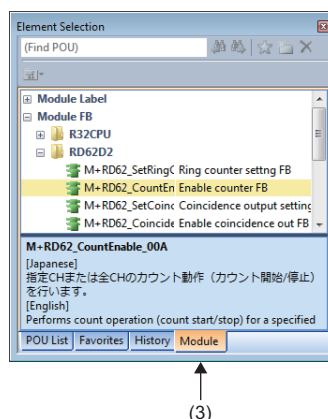 Element Selection
(Find POU)
Module Label
Module FB
R32CPU
RD62D2
M+RD62_SetRingC Ring counter settng FB
M+RD62_CountEn Enable counter FB
M+RD62_SetCoinc Coincidence output setting
M+RD62_Coincide Enable coincidence out FB
M+RD62_CountEnable_00A
[Japanese]
指定CHまたは全CHのカウント動作（カウント開始/停止）
を行います。
[English]
Performs count operation (count start/stop) for a specified
POU List Favorites History Module
(3)